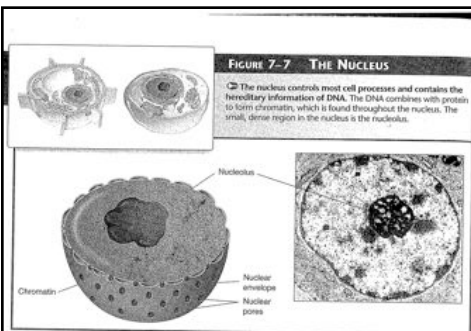 FIGURE 7–7 THE NUCLEUS
The nucleus controls most cell processes and contains the
hereditary information of DNA. The DNA combines with protein
to form chromatin, which is found throughout the nucleus. The
small, dense region in the nucleus is the nucleolus.
Nucleolus
Chromatin
Nuclear
envelope
Nuclear
pores